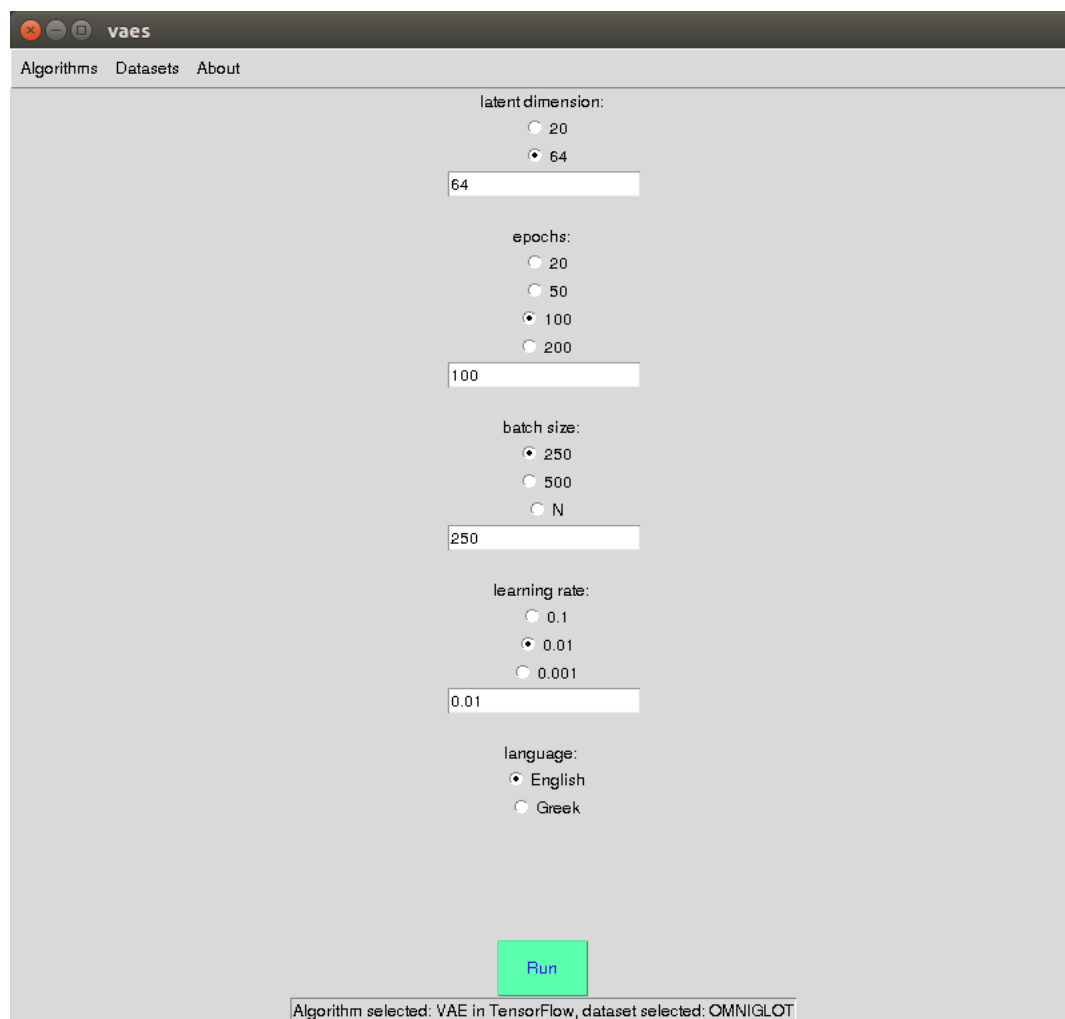 vaes
Algorithms Datasets About
latent dimension:
20
64
64
epochs:
20
50
100
200
100
batch size:
250
500
N
250
learning rate:
0.1
0.01
0.001
0.01
language:
English
Greek
Run
Algorithm selected: VAE in TensorFlow, dataset selected: OMNIGLOT